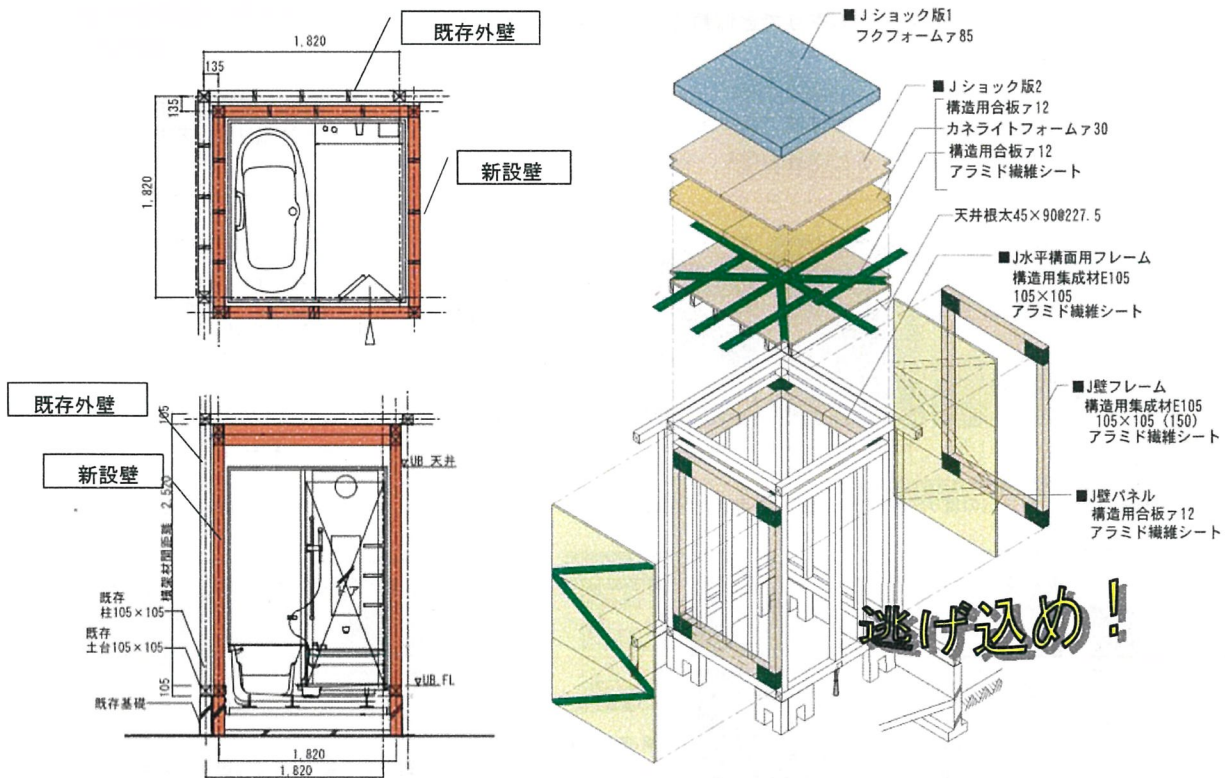 既存外壁
1,820
135
135
1,820
新設壁
既存外壁
新設壁
105
横架材間距離 2,520
105
▽UB 天井
▽UB FL
既存
柱105×105
既存
土台105×105
既存基礎
1,820
1,820
■Jショック版1
フクフォームァ85
■Jショック版2
構造用合板ァ12
カネライトフォームァ30
構造用合板ァ12
アラミド繊維シート
天井根太45×90@227.5
■J水平構面用フレーム
構造用集成材E105
105×105
アラミド繊維シート
■J壁フレーム
構造用集成材E105
105×105 (150)
アラミド繊維シート
■J壁パネル
構造用合板ァ12
アラミド繊維シート
逃げ込め!